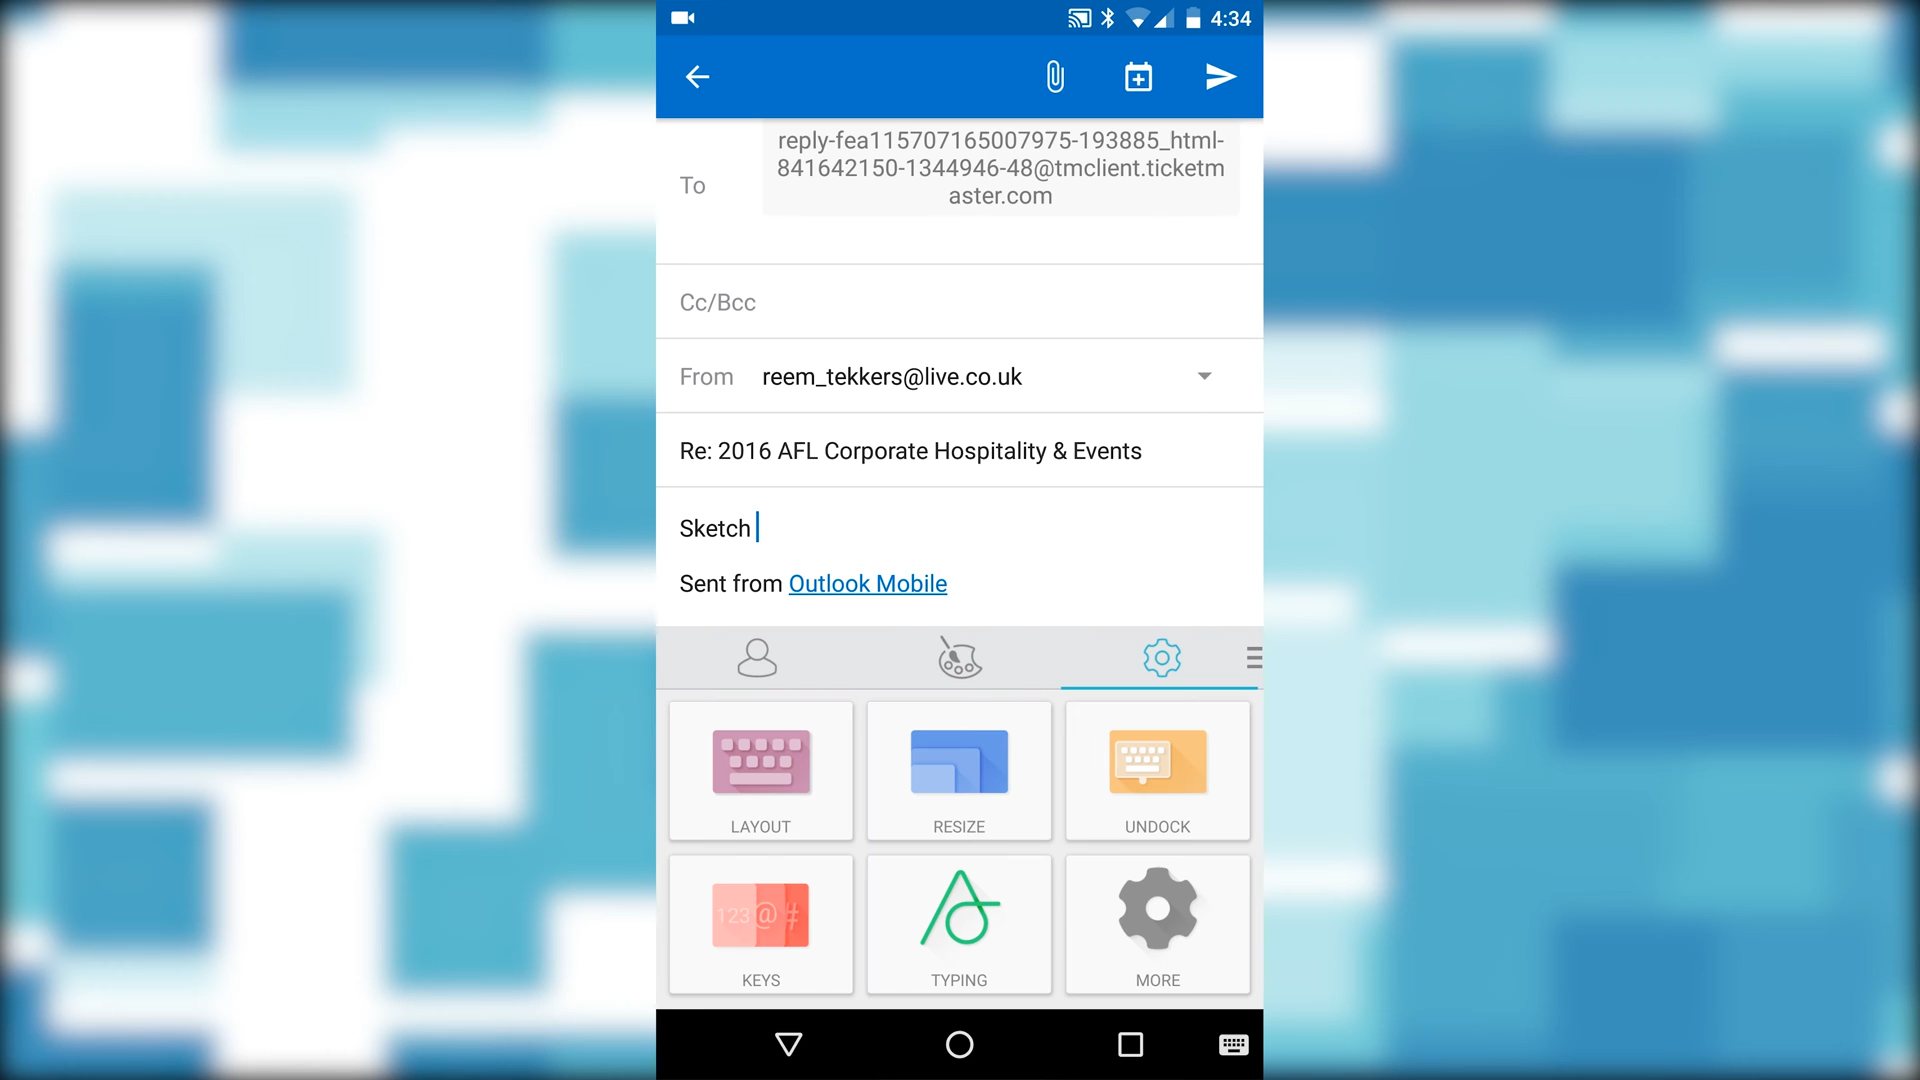 4:34
To
reply-fea115707165007975-193885_html-
841642150-1344946-48@tmclient.ticketm
aster.com
Cc/Bcc
From reem_tekkers@live.co.uk
Re: 2016 AFL Corporate Hospitality & Events
Sketch
Sent from Outlook Mobile
LAYOUT RESIZE UNDOCK
123 @ #
KEYS TYPING MORE